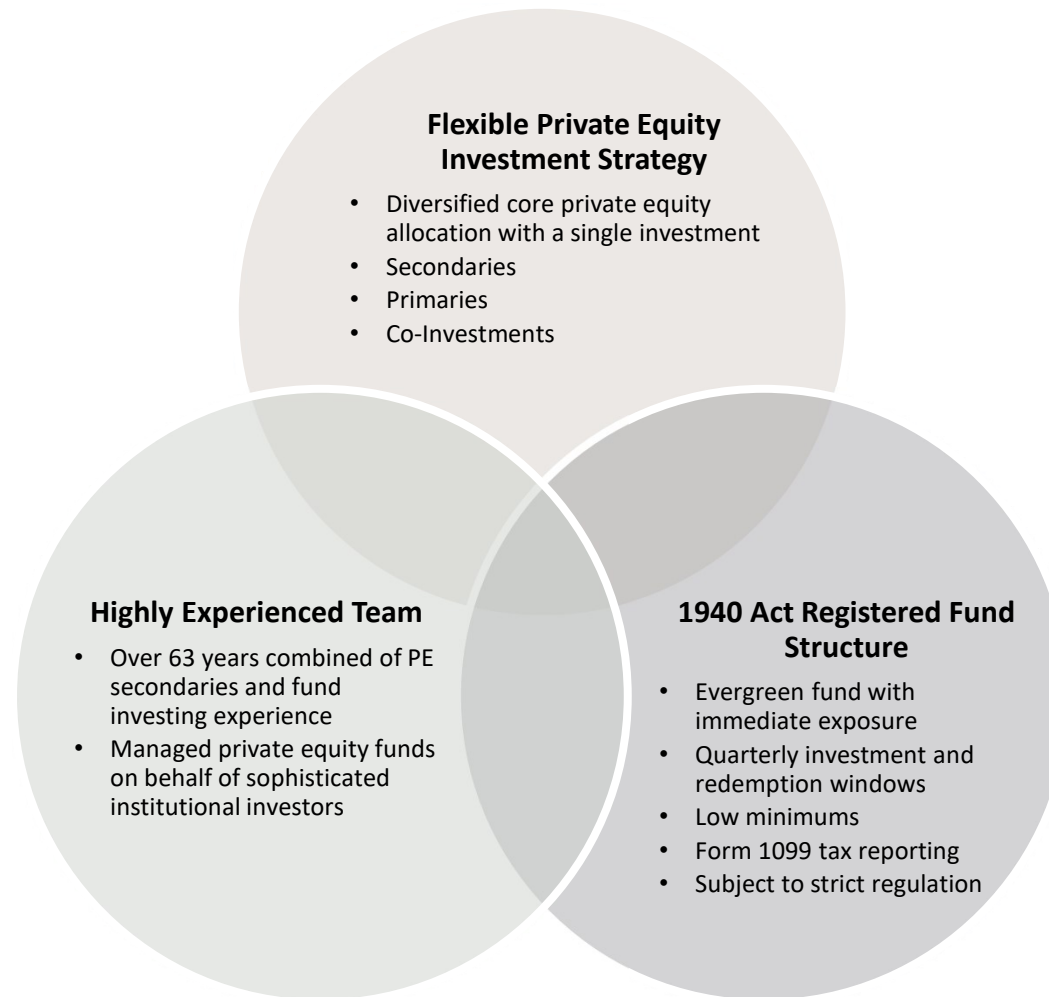 Flexible Private Equity
Investment Strategy
• Diversified core private equity
allocation with a single investment
• Secondaries
• Primaries
• Co-Investments
Highly Experienced Team
• Over 63 years combined of PE
secondaries and fund
investing experience
• Managed private equity funds
on behalf of sophisticated
institutional investors
1940 Act Registered Fund
Structure
• Evergreen fund with
immediate exposure
• Quarterly investment and
redemption windows
• Low minimums
• Form 1099 tax reporting
• Subject to strict regulation